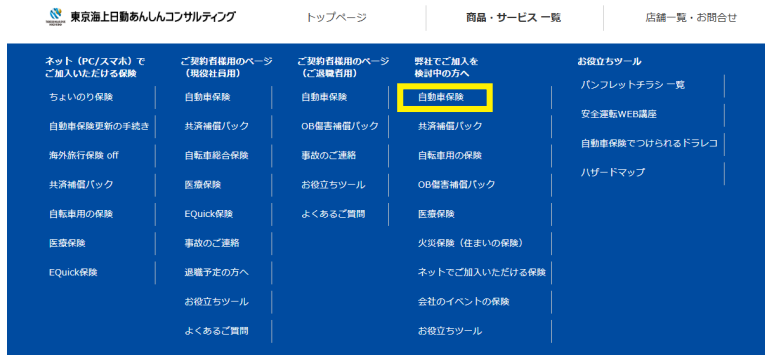 東京海上日動あんしんコンサルティング
トップページ
商品・サービス 一覧
店舗一覧・お問合せ
ネット（PC/スマホ）で
ご加入いただける保険
ちょいのり保険
自動車保険更新の手続き
海外旅行保険 off
共済補償パック
自転車用の保険
医療保険
EQuick保険
ご契約者様用のページ
（現役社員用）
自動車保険
共済補償パック
自転車総合保険
医療保険
EQuick保険
事故のご連絡
退職予定の方へ
お役立ちツール
よくあるご質問
ご契約者様用のページ
（ご退職者用）
自動車保険
OB傷害補償パック
事故のご連絡
お役立ちツール
よくあるご質問
弊社でご加入を
検討中の方へ
自動車保険
共済補償パック
自転車用の保険
OB傷害補償パック
医療保険
火災保険（住まいの保険）
ネットでご加入いただける保険
会社のイベントの保険
お役立ちツール
お役立ちツール
パンフレットチラシ 一覧
安全運転WEB講座
自動車保険でつけられるドラレコ
ハザードマップ